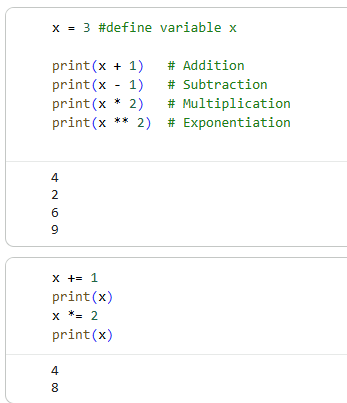 x = 3 #define variable x
print(x + 1)   # Addition
print(x - 1)   # Subtraction
print(x * 2)   # Multiplication
print(x ** 2)  # Exponentiation
4
2
6
9
x += 1
print(x)
x *= 2
print(x)
4
8